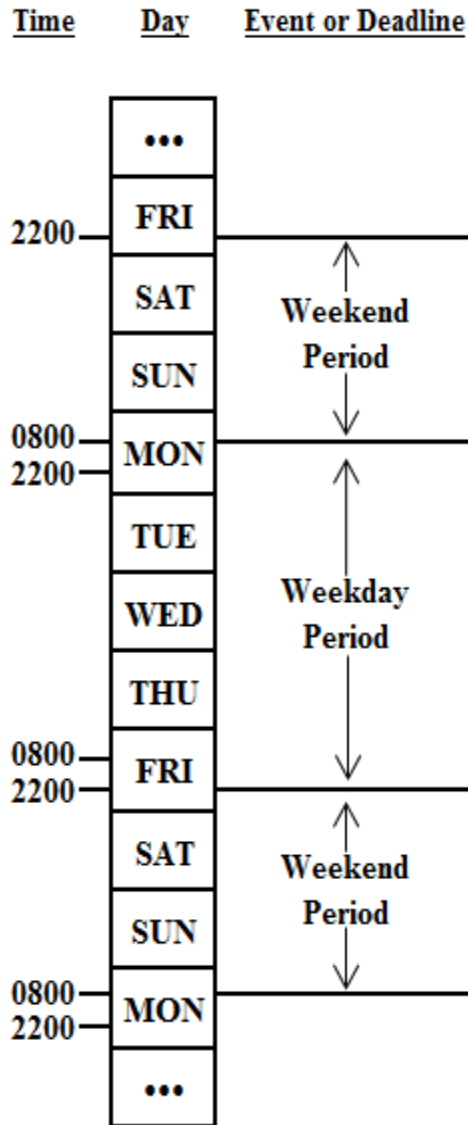 Time Day Event or Deadline
•••
2200 FRI
SAT Weekend
Period
SUN
0800 MON
2200
TUE
WED Weekday
Period
THU
0800 FRI
2200
SAT Weekend
Period
SUN
0800 MON
2200
•••